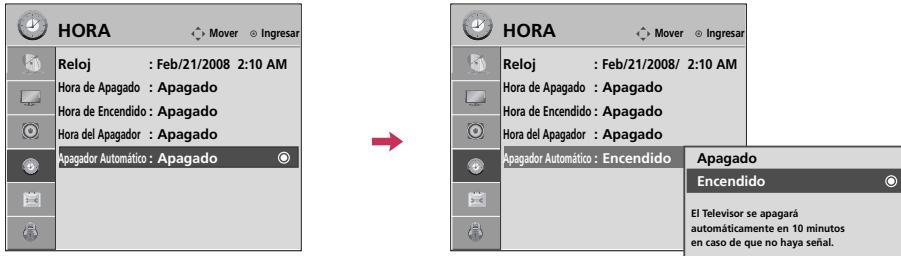 HORA Mover Ingresar
Reloj : Feb/21/2008 2:10 AM
Hora de Apagado : Apagado
Hora de Encendido : Apagado
Hora del Apagador : Apagado
Apagador Automático : Apagado
HORA Mover Ingresar
Reloj : Feb/21/2008/ 2:10 AM
Hora de Apagado : Apagado
Hora de Encendido : Apagado
Hora del Apagador : Apagado
Apagador Automático : Encendido
Apagado
Encendido
El Televisor se apagará
automáticamente en 10 minutos
en caso de que no haya señal.